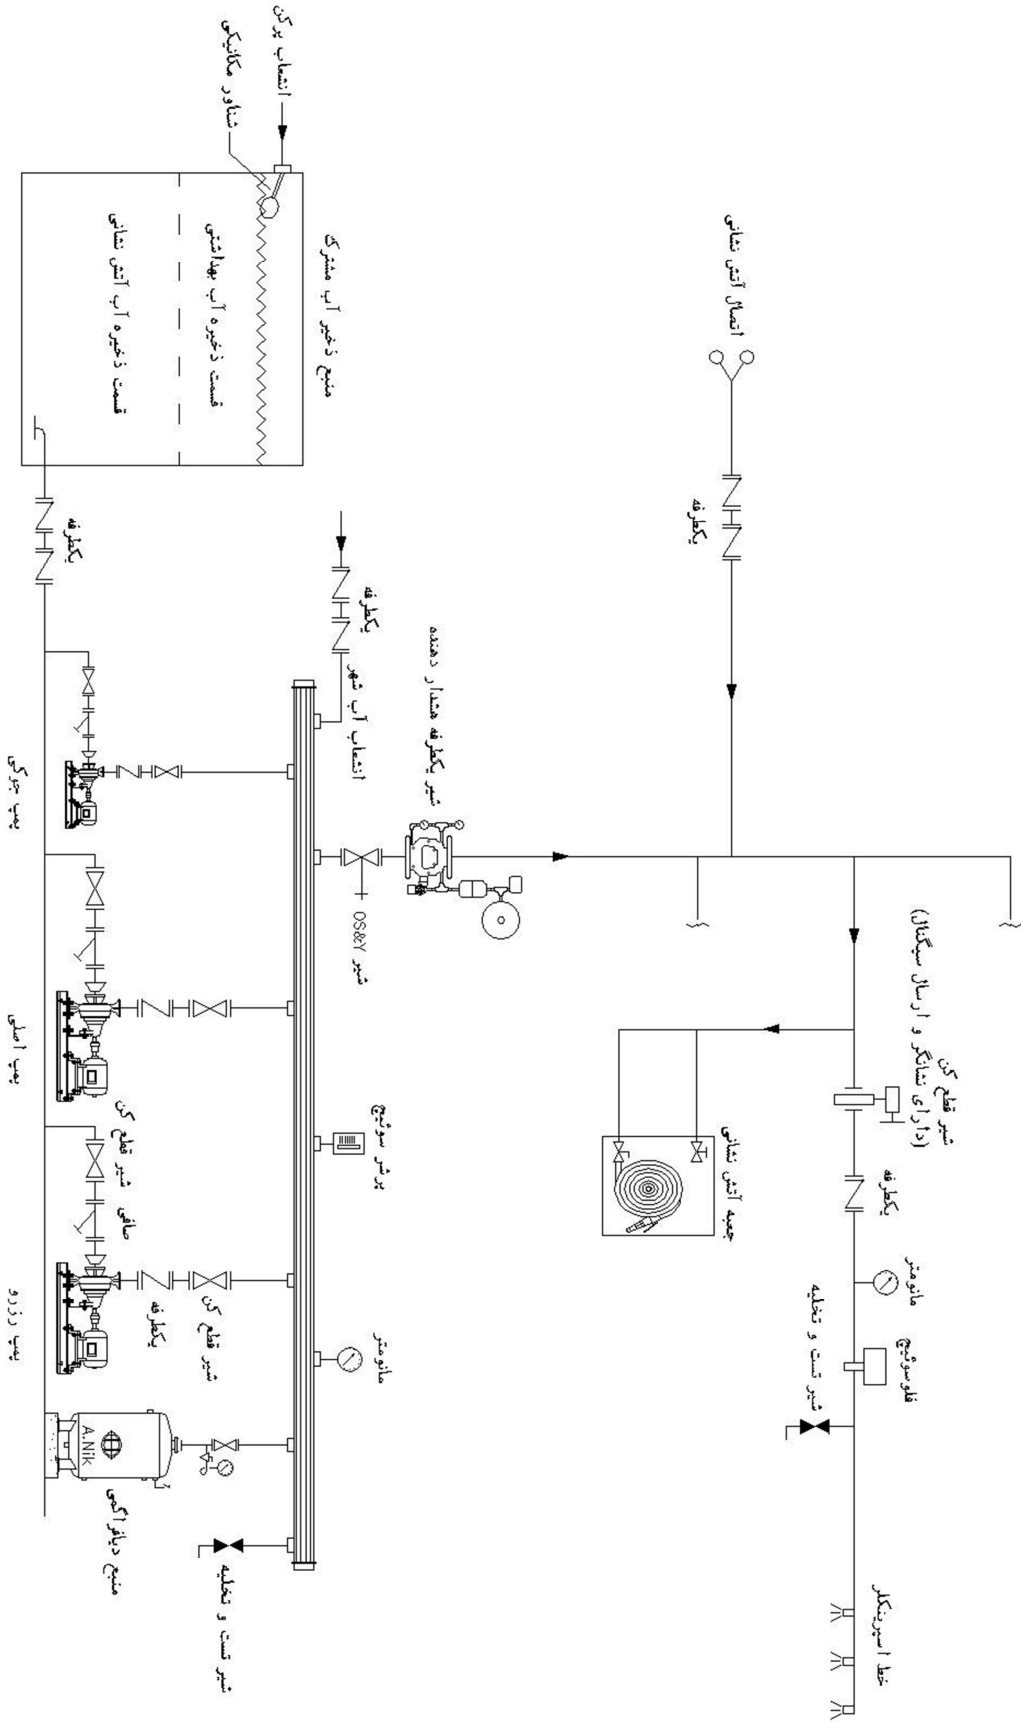 انشعاب پرکن
شناور مکانیکی
منبع ذخیر آب مشترک
قسمت ذخیره آب بهداشتی
قسمت ذخیره آب آتش نشانی
یکطرفه
اتصال آتش نشانی
یکطرفه
یکطرفه
انشعاب آب شهر
شیر یکطرفه هشدار دهنده
شیر OS&Y
پرشر سوئیچ
مانومتر
شیر تست و تخلیه
پمپ جوکی
پمپ اصلی
پمپ رزرو
شیر قطع کن
صافی
یکطرفه
شیر قطع کن
A.Nik
منبع دیافراگمی
شیر قطع کن
(دارای نشانگر و ارسال سیگنال)
یکطرفه
جعبه آتش نشانی
مانومتر
فلوسوئیچ
شیر تست و تخلیه
خط اسپرینکلر